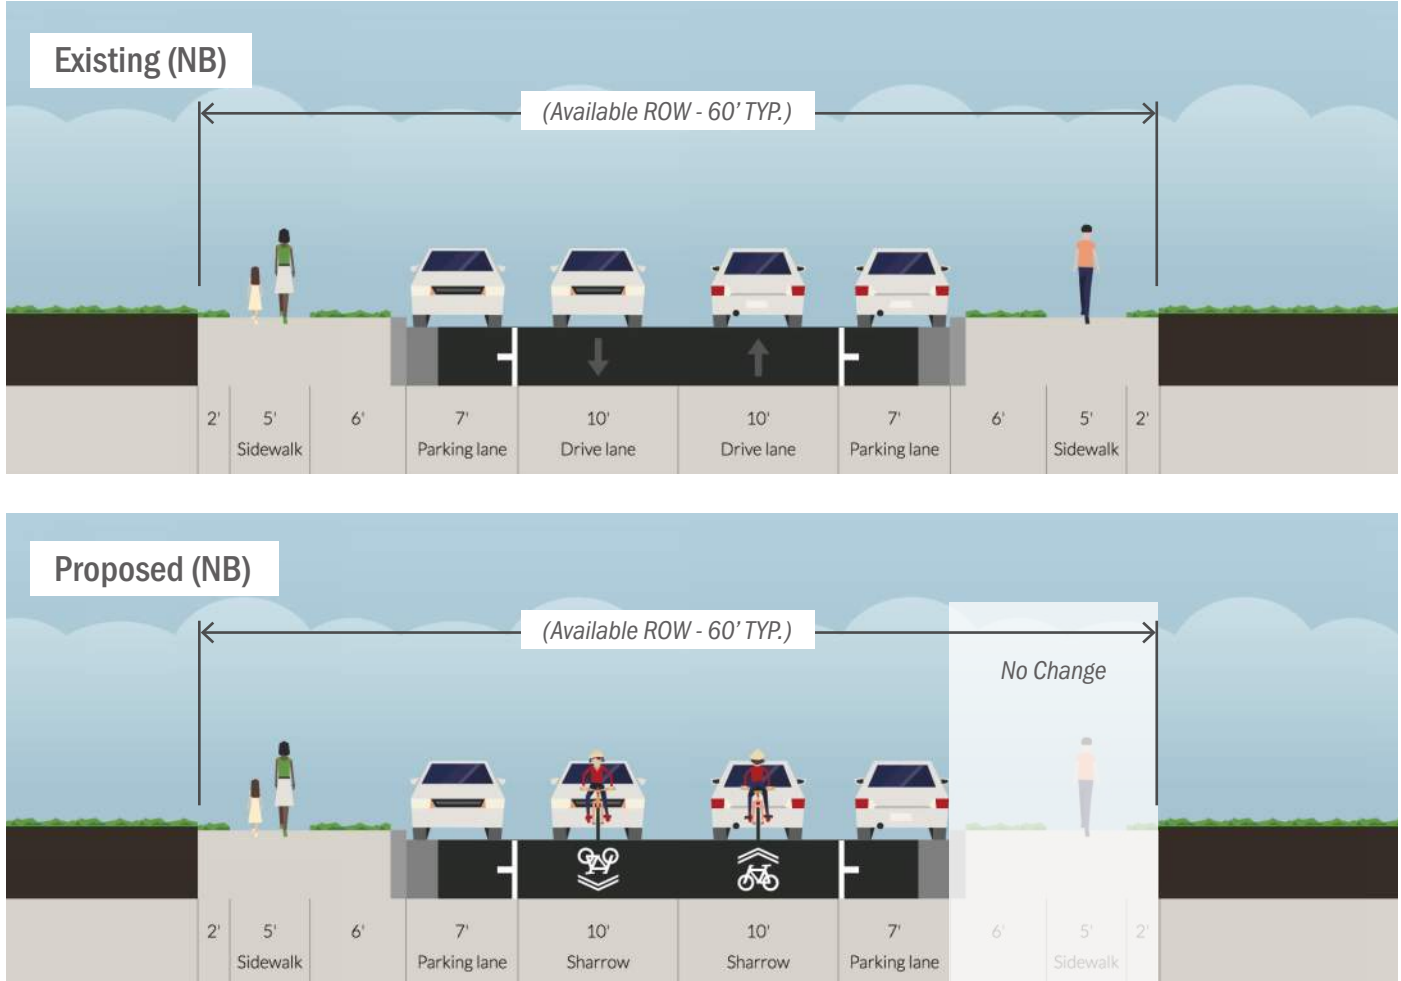 Existing (NB)
(Available ROW - 60' TYP.)
2' 5' 6' 7' 10' 10' 7' 6' 5' 2'
Sidewalk Parking lane Drive lane Drive lane Parking lane Sidewalk
Proposed (NB)
(Available ROW - 60' TYP.)
No Change
2' 5' 6' 7' 10' 10' 7' 6' 5' 2'
Sidewalk Parking lane Sharrow Sharrow Parking lane Sidewalk